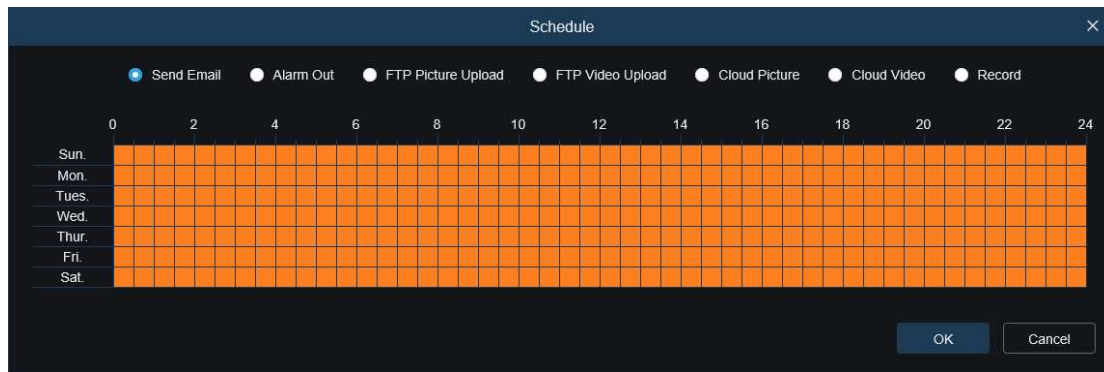 Schedule
Send Email Alarm Out FTP Picture Upload FTP Video Upload Cloud Picture Cloud Video Record
0 2 4 6 8 10 12 14 16 18 20 22 24
Sun.
Mon.
Tues.
Wed.
Thur.
Fri.
Sat.
OK Cancel